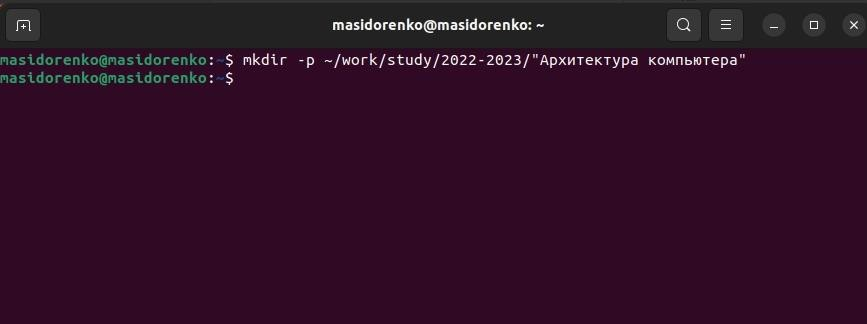 masidorenko@masidorenko: ~
masidorenko@masidorenko:~$ mkdir -p ~/work/study/2022-2023/"Архитектура компьютера"
masidorenko@masidorenko:~$